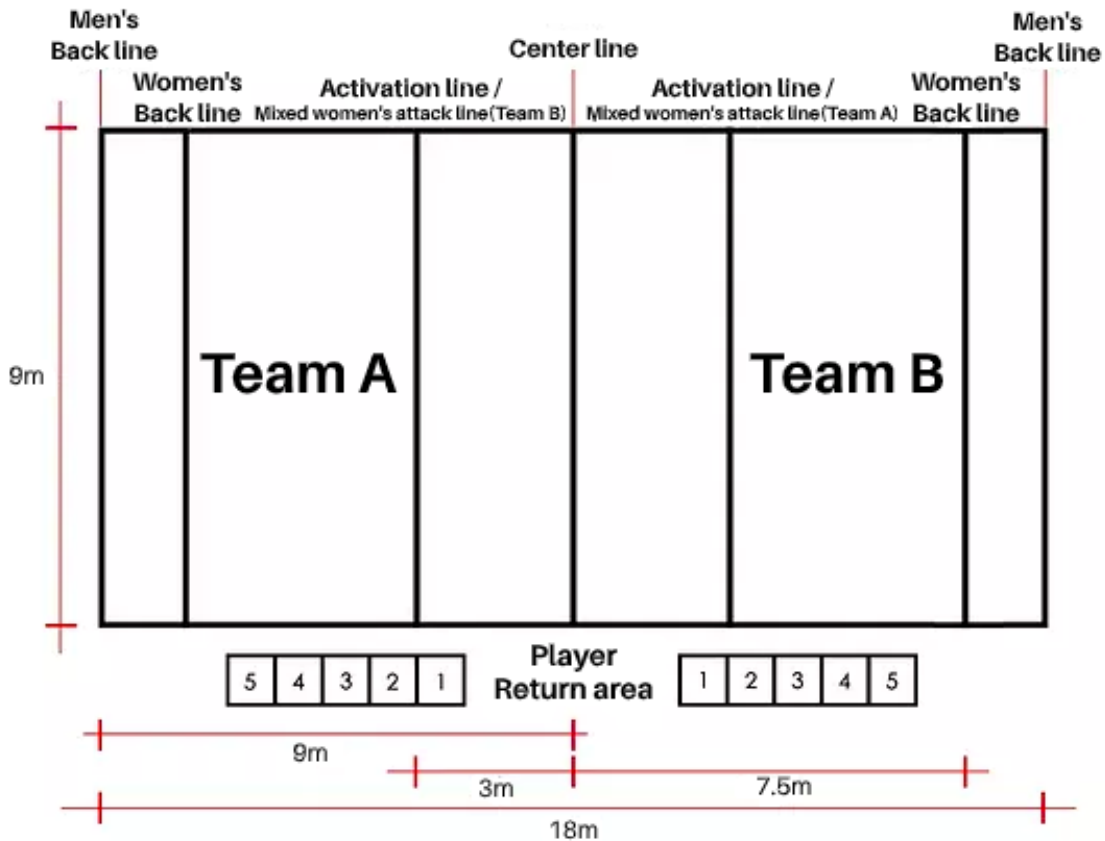 Men's
Back line
Women's
Back line
Activation line /
Mixed women's attack line(Team B)
Center line
Activation line /
Mixed women's attack line(Team A)
Women's
Back line
Men's
Back line
9m
Team A
Team B
5 4 3 2 1
Player
Return area
1 2 3 4 5
9m
3m
7.5m
18m